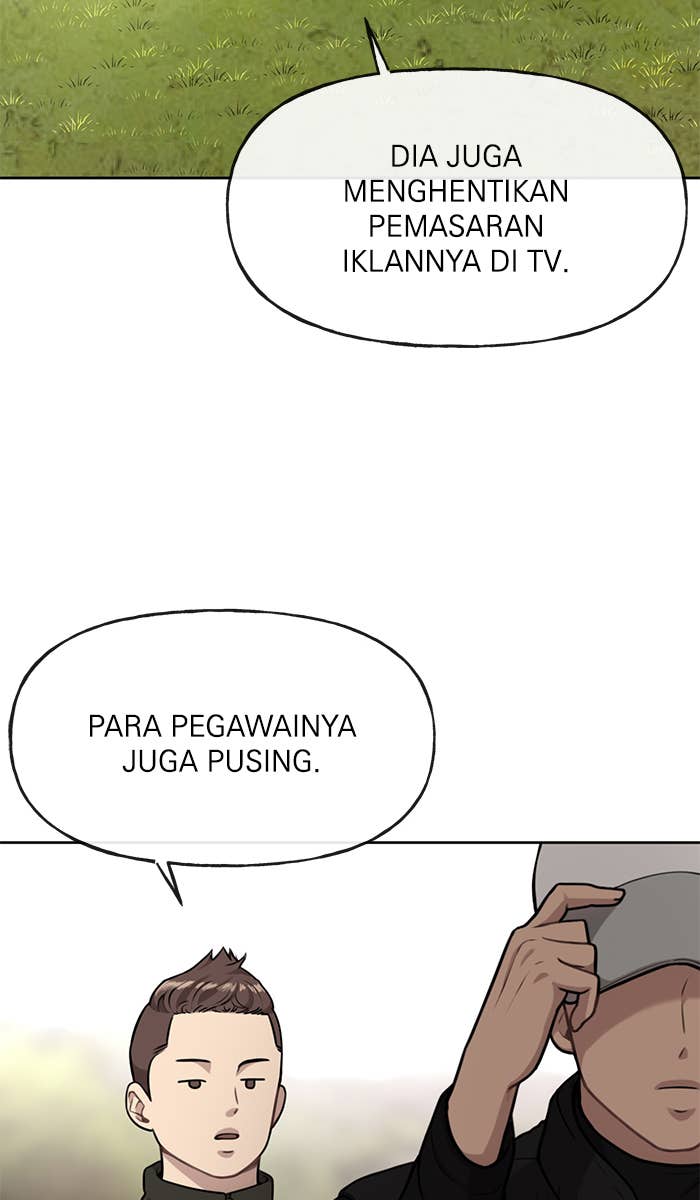 DIA JUGA
MENGHENTIKAN
PEMASARAN
IKLANNYA DI TV.
PARA PEGAWAINYA
JUGA PUSING.